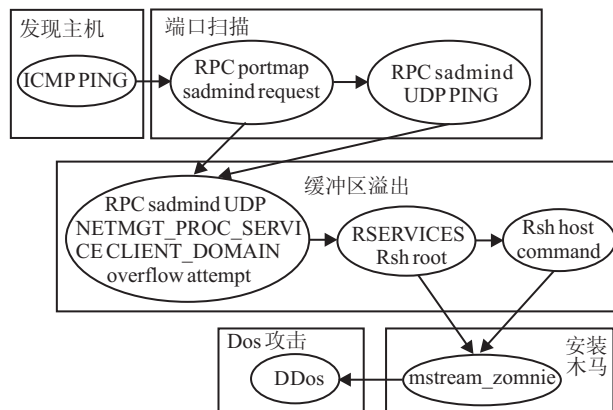 发现主机
端口扫描
ICMP PING
RPC portmap
sadmind request
RPC sadmind
UDP PING
缓冲区溢出
RPC sadmind UDP
NETMGT_PROC_SERVI
CE CLIENT_DOMAIN
overflow attempt
RSERVICES
Rsh root
Rsh host
command
Dos 攻击
安装
木马
DDos
mstream_zomnie